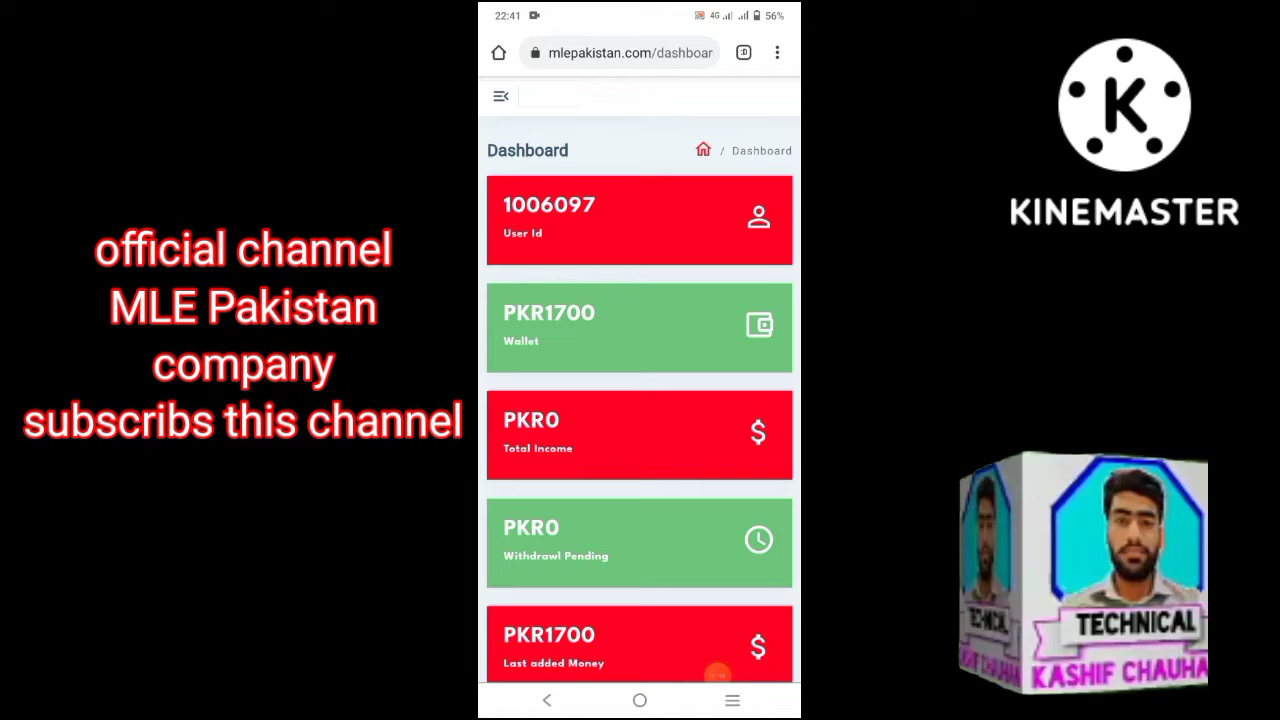 22:41
4G
56%
mlepakistan.com/dashboar
:D
Dashboard
/ Dashboard
1006097
User Id
PKR1700
Wallet
PKR0
Total Income
PKR0
Withdrawl Pending
PKR1700
Last added Money
official channel
MLE Pakistan
company
subscribs this channel
K
KINEMASTER
TECHNICAL
KASHIF CHAUHA